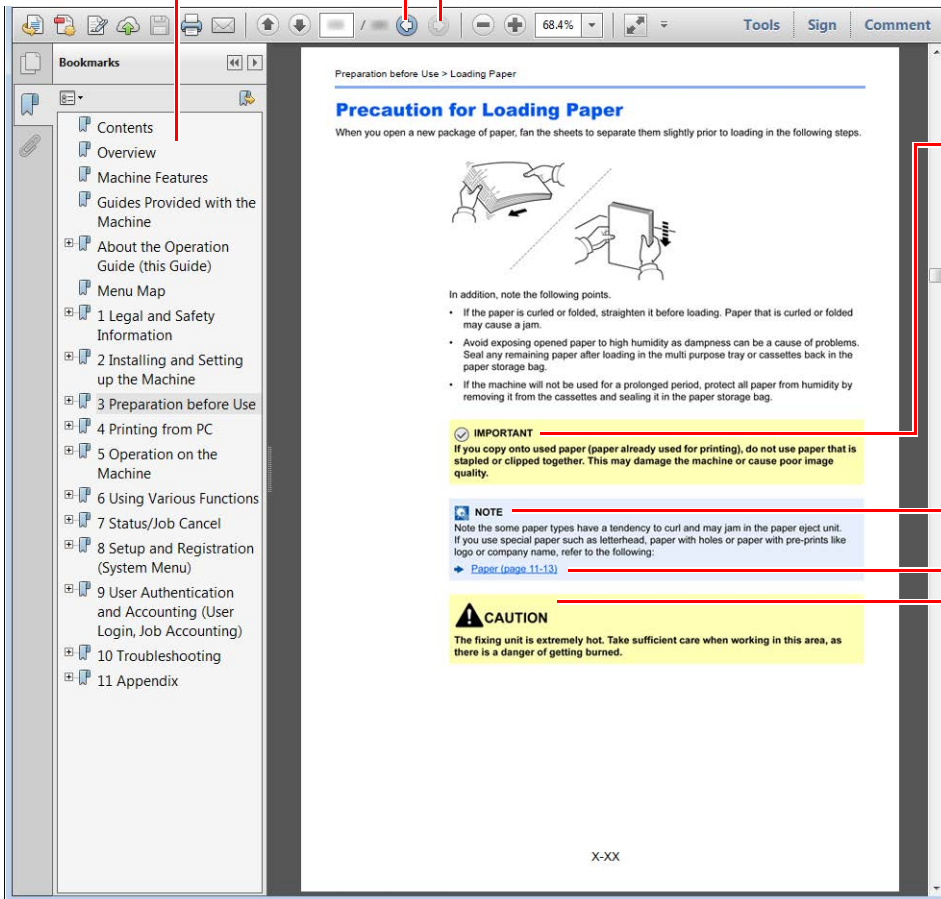 /
68.4%
Tools
Sign
Comment
Bookmarks
Contents
Overview
Machine Features
Guides Provided with the
Machine
About the Operation
Guide (this Guide)
Menu Map
1 Legal and Safety
Information
2 Installing and Setting
up the Machine
3 Preparation before Use
4 Printing from PC
5 Operation on the
Machine
6 Using Various Functions
7 Status/Job Cancel
8 Setup and Registration
(System Menu)
9 User Authentication
and Accounting (User
Login, Job Accounting)
10 Troubleshooting
11 Appendix
Preparation before Use > Loading Paper
Precaution for Loading Paper
When you open a new package of paper, fan the sheets to separate them slightly prior to loading in the following steps.
In addition, note the following points.
• If the paper is curled or folded, straighten it before loading. Paper that is curled or folded
may cause a jam.
• Avoid exposing opened paper to high humidity as dampness can be a cause of problems.
Seal any remaining paper after loading in the multi purpose tray or cassettes back in the
paper storage bag.
• If the machine will not be used for a prolonged period, protect all paper from humidity by
removing it from the cassettes and sealing it in the paper storage bag.
IMPORTANT
If you copy onto used paper (paper already used for printing), do not use paper that is
stapled or clipped together. This may damage the machine or cause poor image
quality.
NOTE
Note the some paper types have a tendency to curl and may jam in the paper eject unit.
If you use special paper such as letterhead, paper with holes or paper with pre-prints like
logo or company name, refer to the following:
Paper (page 11-13)
CAUTION
The fixing unit is extremely hot. Take sufficient care when working in this area, as
there is a danger of getting burned.
X-XX